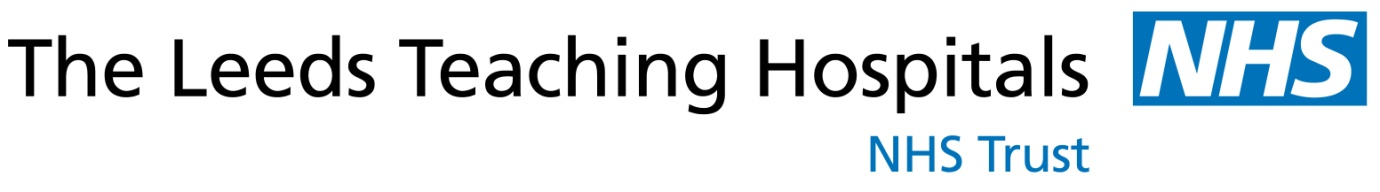 The Leeds Teaching Hospitals NHS
NHS Trust